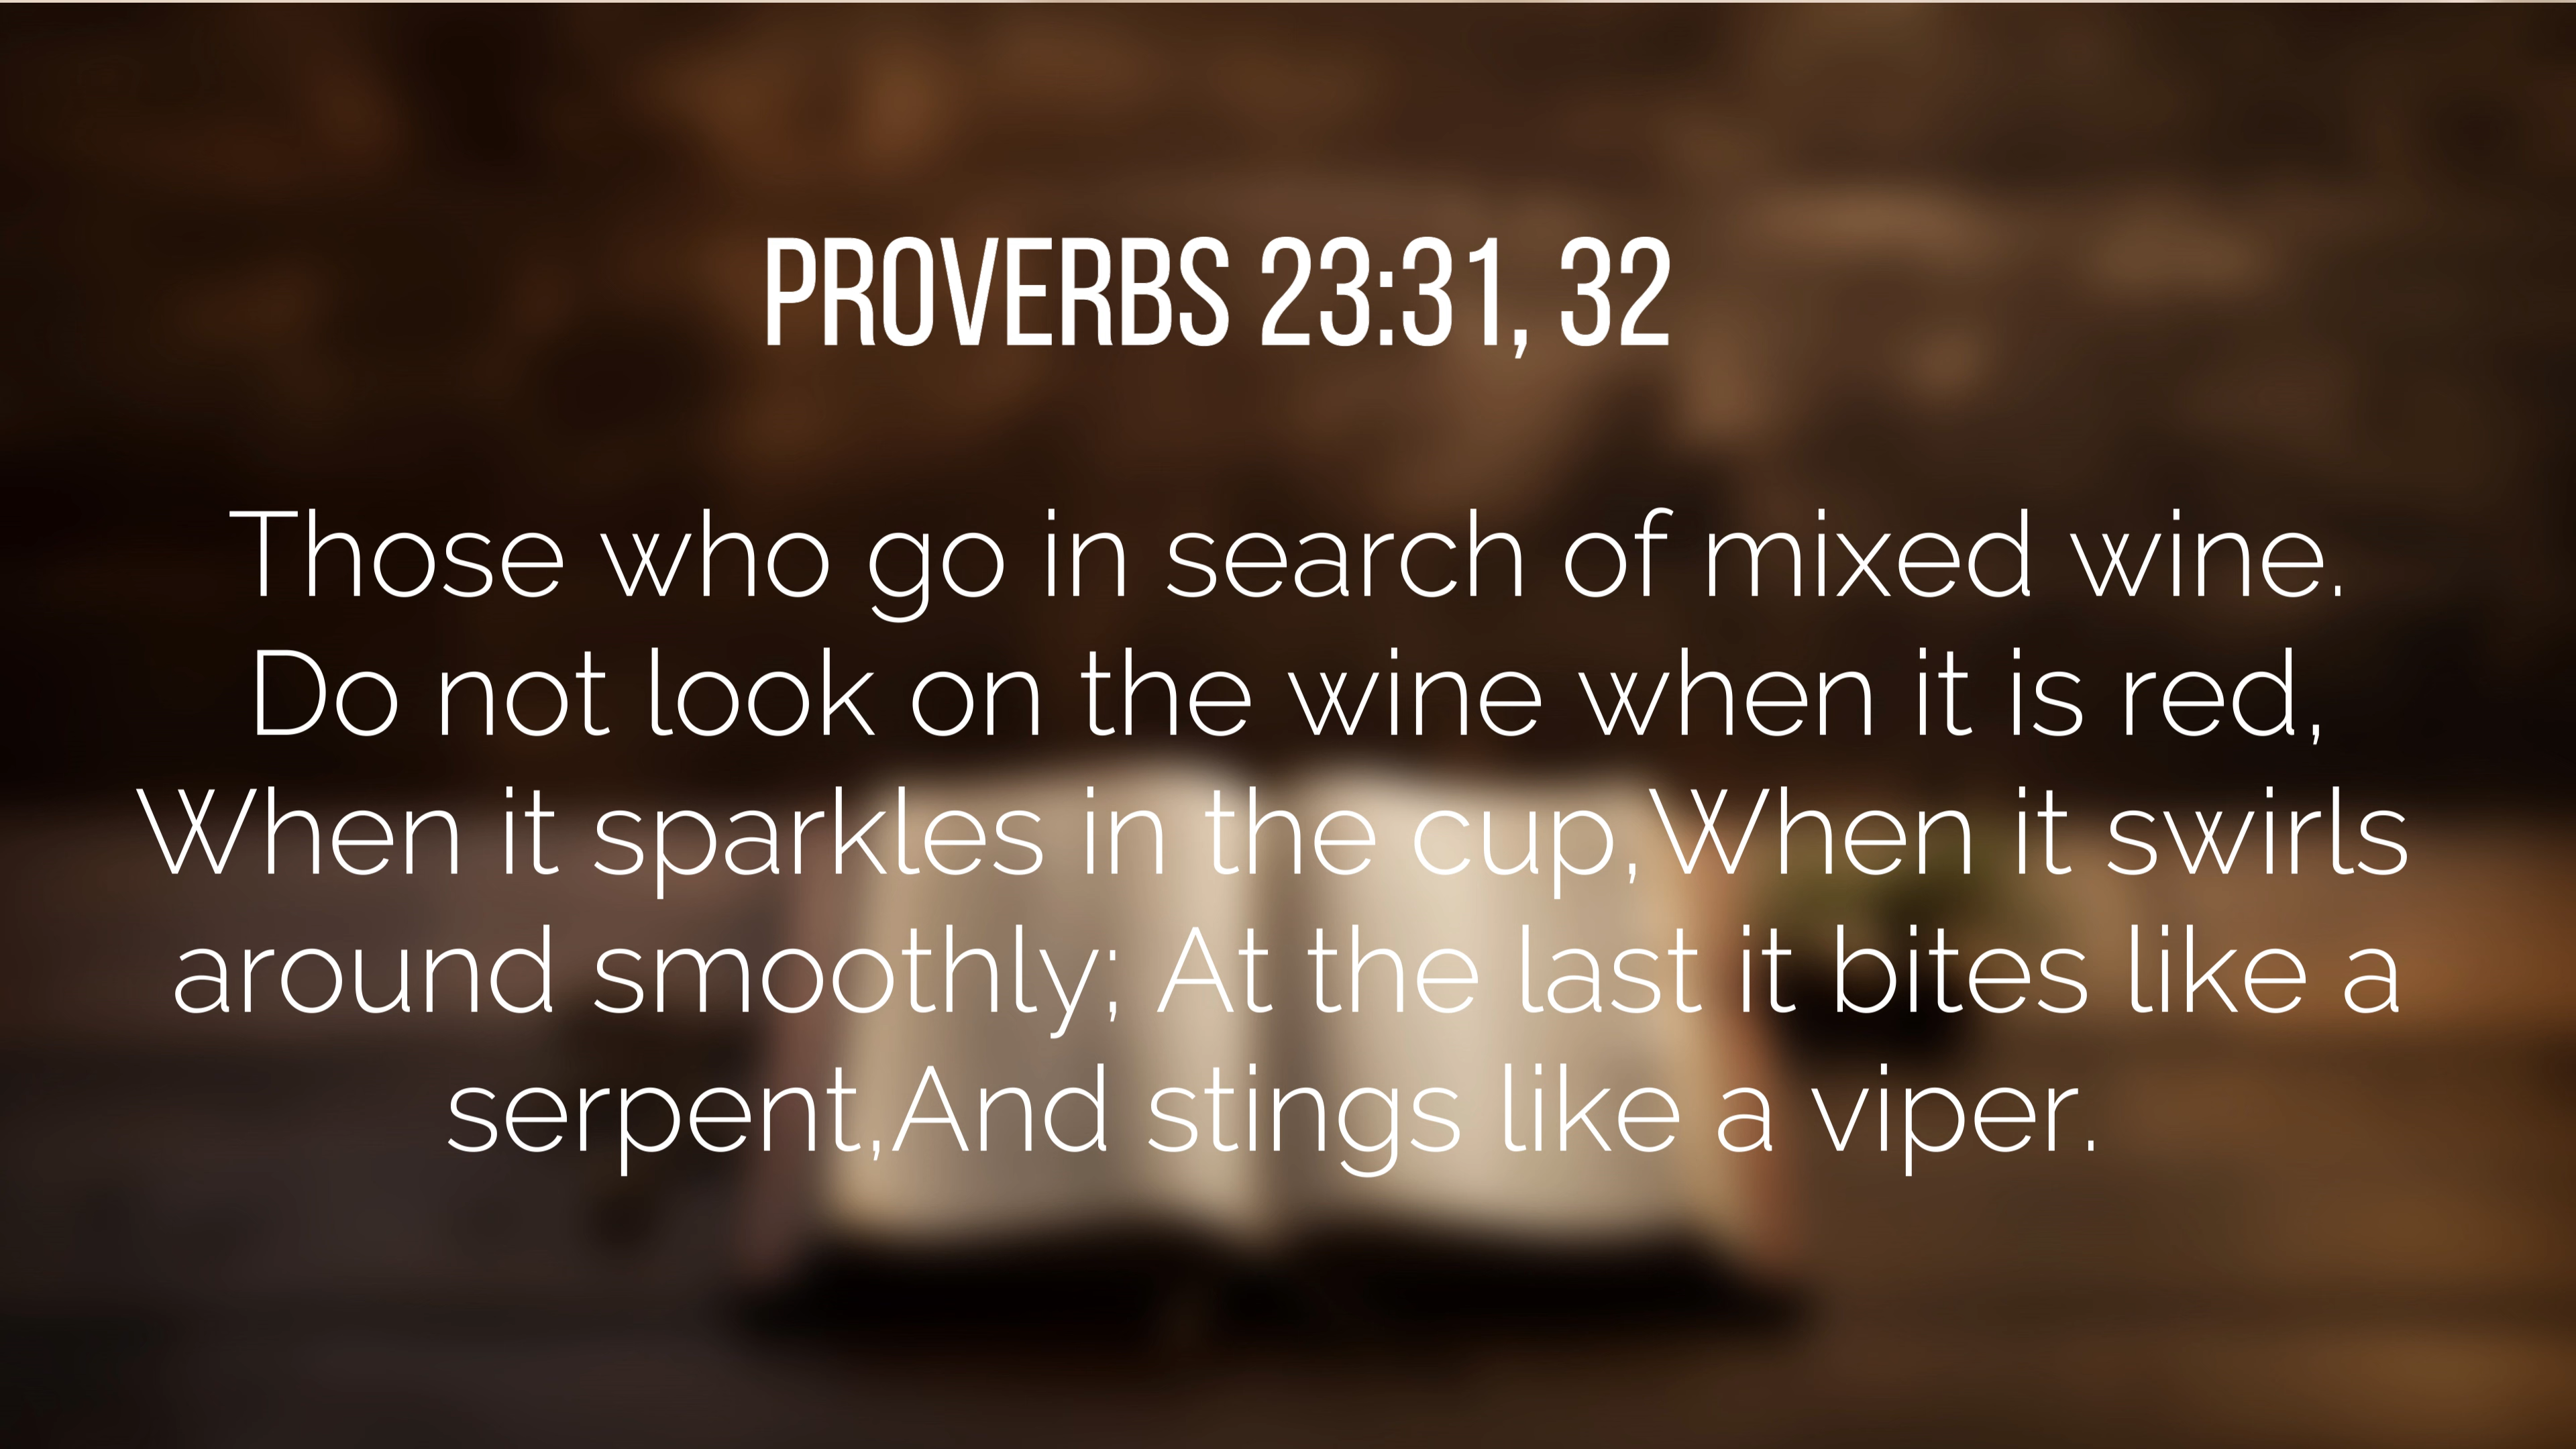 PROVERBS 23:31, 32
Those who go in search of mixed wine.
Do not look on the wine when it is red,
When it sparkles in the cup,When it swirls
around smoothly; At the last it bites like a
serpent,And stings like a viper.